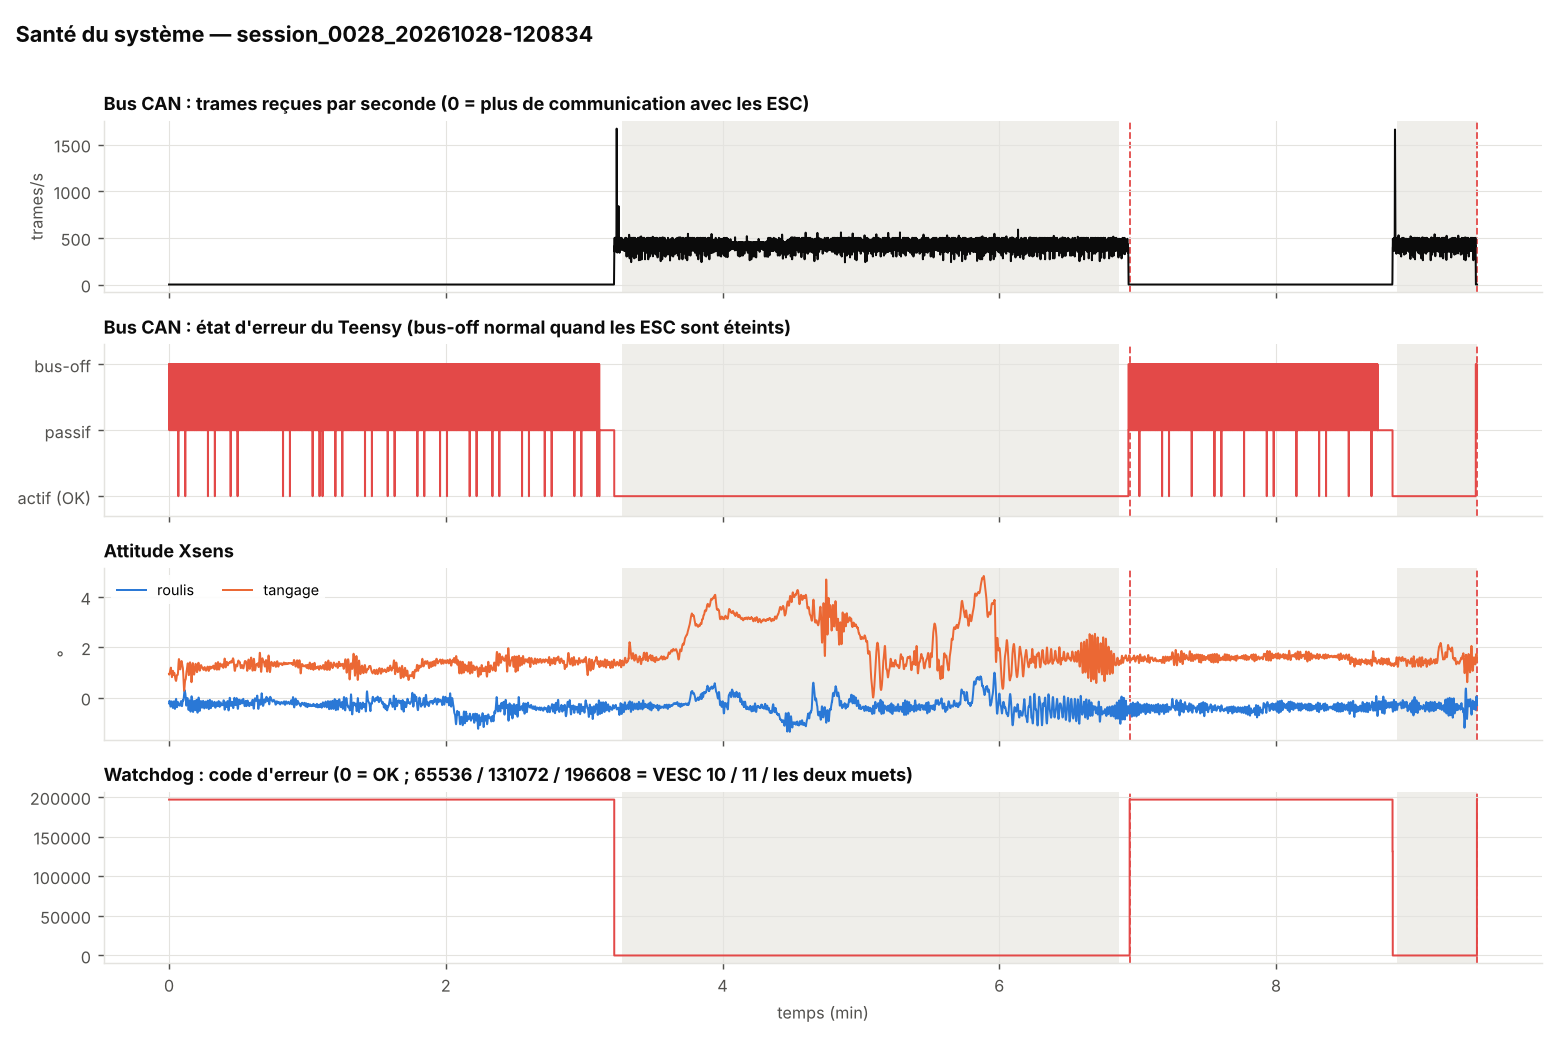 Santé du système — session_0028_20261028-120834
Bus CAN : trames reçues par seconde (0 = plus de communication avec les ESC)
trames/s
1500
1000
500
0
Bus CAN : état d'erreur du Teensy (bus-off normal quand les ESC sont éteints)
bus-off
passif
actif (OK)
Attitude Xsens
roulis
tangage
°
4
2
0
Watchdog : code d'erreur (0 = OK ; 65536 / 131072 / 196608 = VESC 10 / 11 / les deux muets)
200000
150000
100000
50000
0
0 2 4 6 8
temps (min)